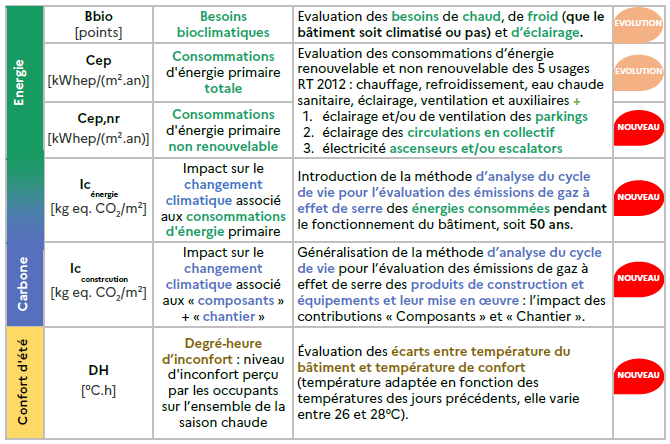 Energie
Carbone
Confort d'été
Bbio
[points]
Besoins
bioclimatiques
Evaluation des besoins de chaud, de froid (que le
bâtiment soit climatisé ou pas) et d'éclairage.
EVOLUTION
Cep
[kWhep/(m².an)]
Consommations
d'énergie primaire
totale
Evaluation des consommations d'énergie
renouvelable et non renouvelable des 5 usages
RT 2012 : chauffage, refroidissement, eau chaude
sanitaire, éclairage, ventilation et auxiliaires +
1. éclairage et/ou de ventilation des parkings
2. éclairage des circulations en collectif
3. électricité ascenseurs et/ou escalators
EVOLUTION
Cep,nr
[kWhep/(m².an)]
Consommations
d'énergie primaire
non renouvelable
NOUVEAU
Ic énergie
[kg eq. CO₂/m²]
Impact sur le
changement
climatique associé
aux consommations
d'énergie primaire
Introduction de la méthode d'analyse du cycle
de vie pour l'évaluation des émissions de gaz à
effet de serre des énergies consommées pendant
le fonctionnement du bâtiment, soit 50 ans.
NOUVEAU
Ic constrcution
[kg eq. CO₂/m²]
Impact sur le
changement
climatique associé
aux « composants »
+ « chantier »
Généralisation de la méthode d'analyse du cycle
de vie pour l'évaluation des émissions de gaz à
effet de serre des produits de construction et
équipements et leur mise en œuvre : l'impact des
contributions « Composants » et « Chantier ».
NOUVEAU
DH
[°C.h]
Degré-heure
d'inconfort : niveau
d'inconfort perçu
par les occupants
sur l'ensemble de la
saison chaude
Évaluation des écarts entre température du
bâtiment et température de confort
(température adaptée en fonction des
températures des jours précédents, elle varie
entre 26 et 28°C).
NOUVEAU